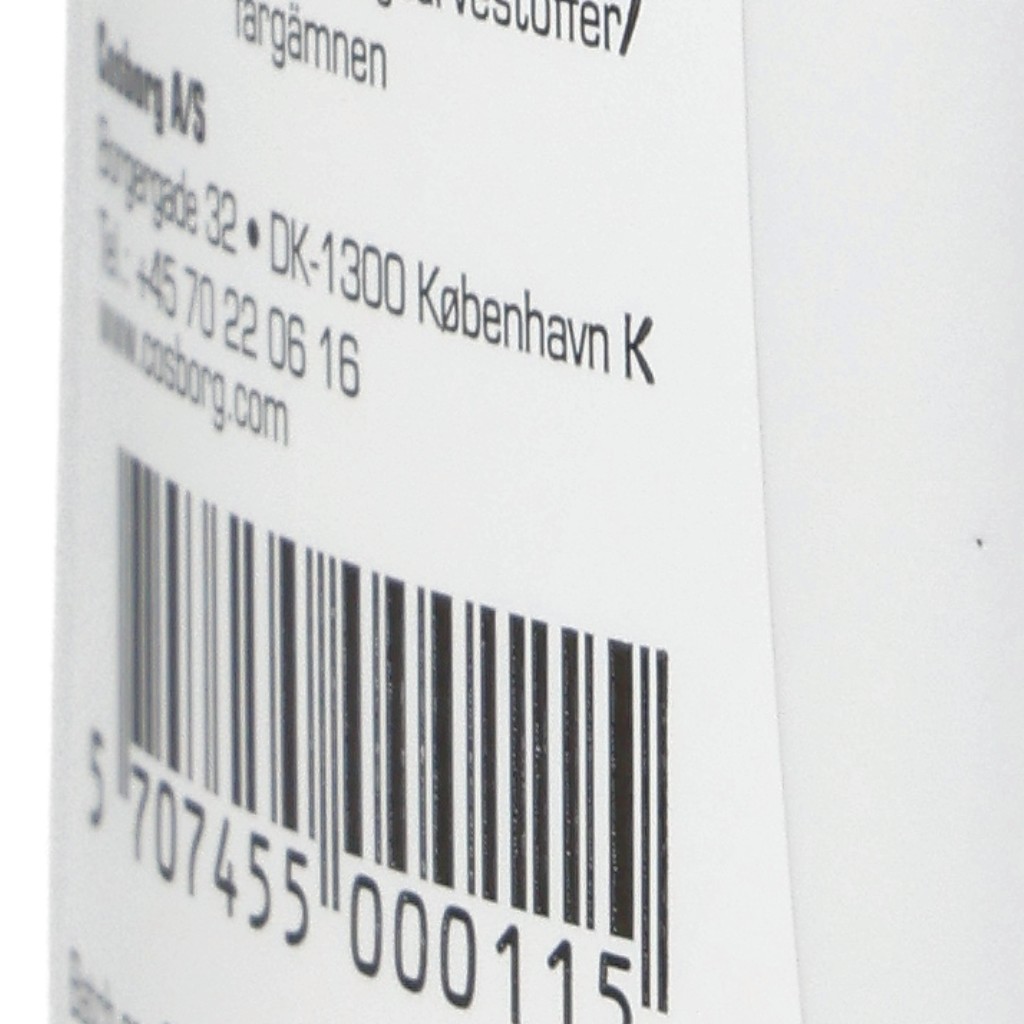 färgämnen
Cosborg A/S
Borgergade 32 • DK-1300 København K
Tel.: +45 70 22 06 16
www.cosborg.com
5 707455 000115